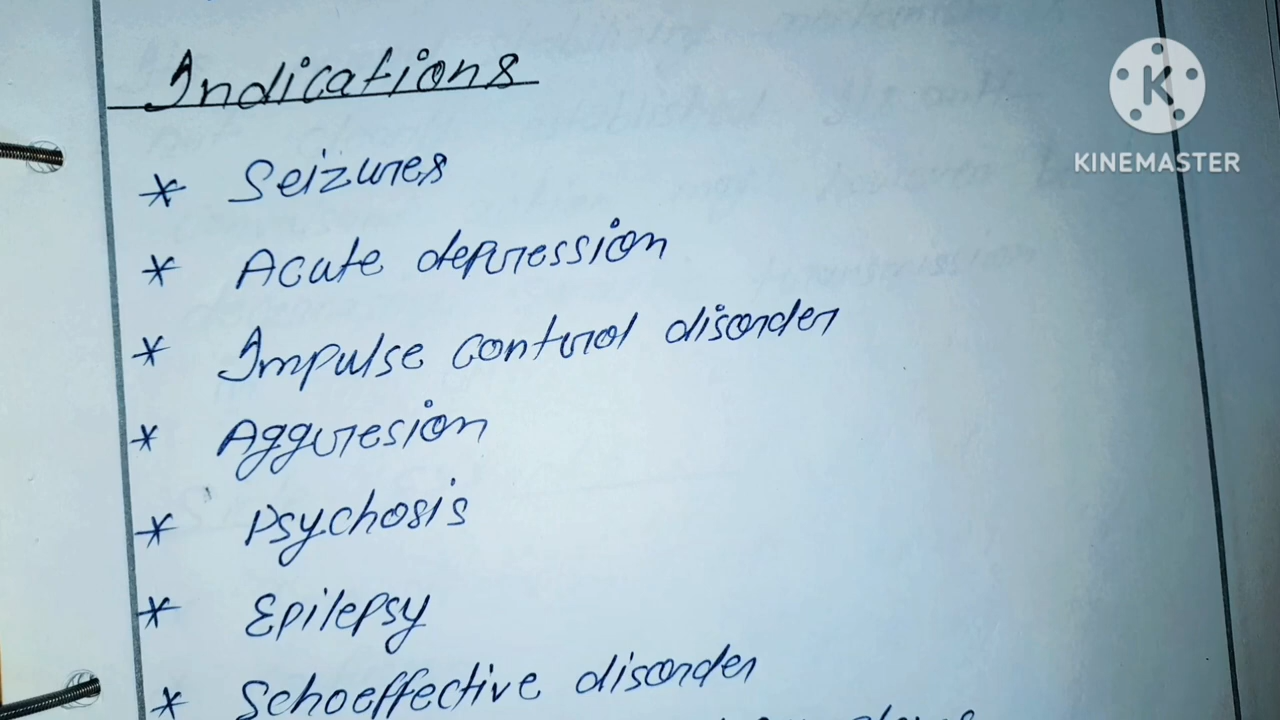 Indications
* Seizures
* Acute depression
* Impulse control disorder
* Aggresion
* Psychosis
* Epilepsy
* Schoeffective disorder
K
KINEMASTER